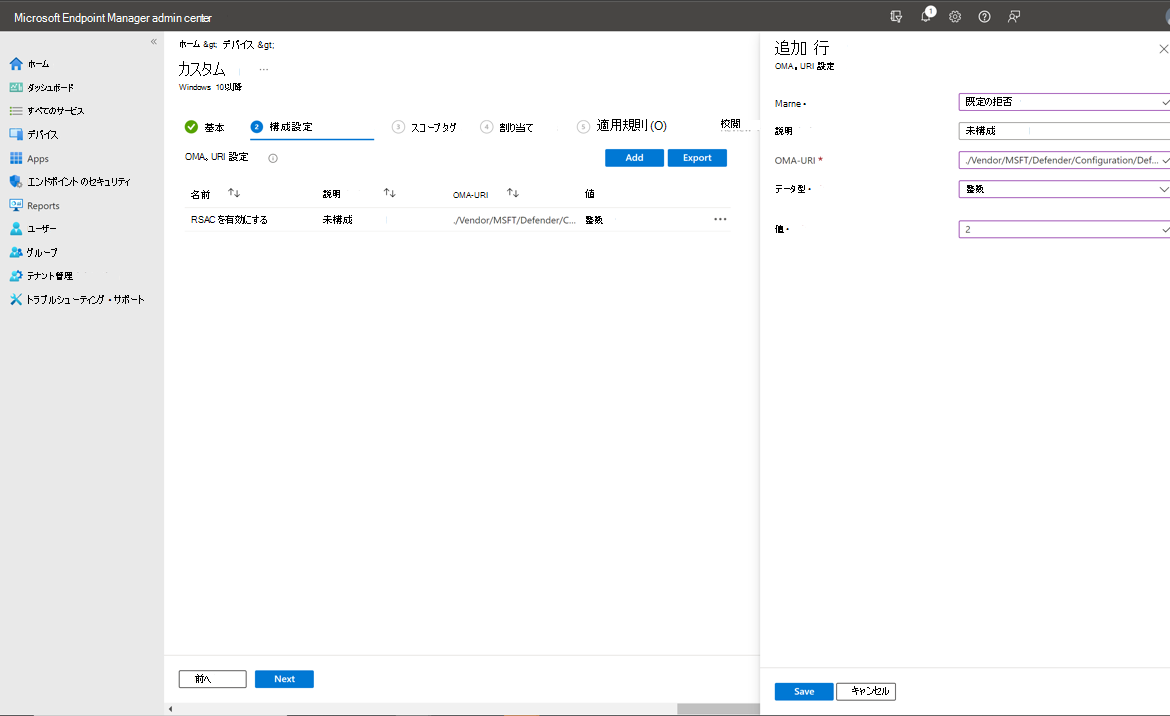 Microsoft Endpoint Manager admin center
1
«
ホーム &gt; デバイス &gt;
カスタム ...
Windows 10以降
ホーム
ダッシュボード
すべてのサービス
デバイス
Apps
エンドポイント のセキュリティ
Reports
ユーザー
グループ
テナント管理
トラブルシューティング・サポート
基本
2 構成設定
3 スコープタグ
4 割り当て
5 適用規則リ(O)
校閲
OMA。URI 設定
Add
Export
名前
説明
OMA-URI
値
RSAC を有効にする
未構成
./Vendor/MSFT/Defender/C...
整数
...
前へ
Next
追加 行
OMA。URI 設定
Marne•
既定の拒否
説明
未構成
OMA-URI *
./Vendor/MSFT/Defender/Configuration/Def...
データ型•
整数
値•
2
Save
キャンセル